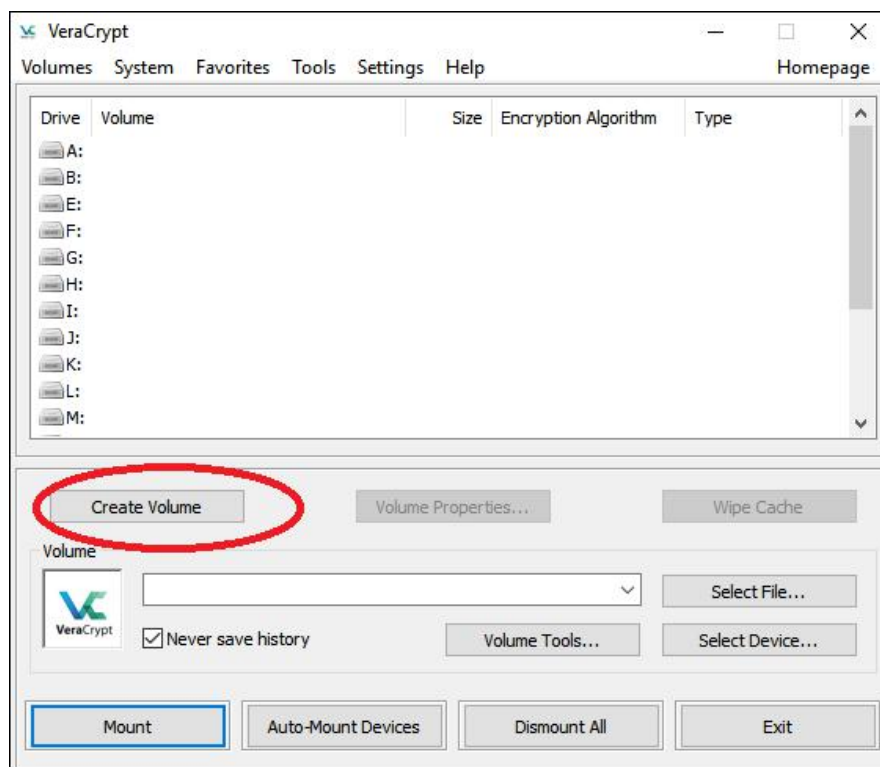 VeraCrypt
Volumes System Favorites Tools Settings Help Homepage
Drive Volume Size Encryption Algorithm Type
A:
B:
E:
F:
G:
H:
I:
J:
K:
L:
M:
Create Volume Volume Properties... Wipe Cache
Volume
Select File...
VeraCrypt
Never save history Volume Tools... Select Device...
Mount Auto-Mount Devices Dismount All Exit